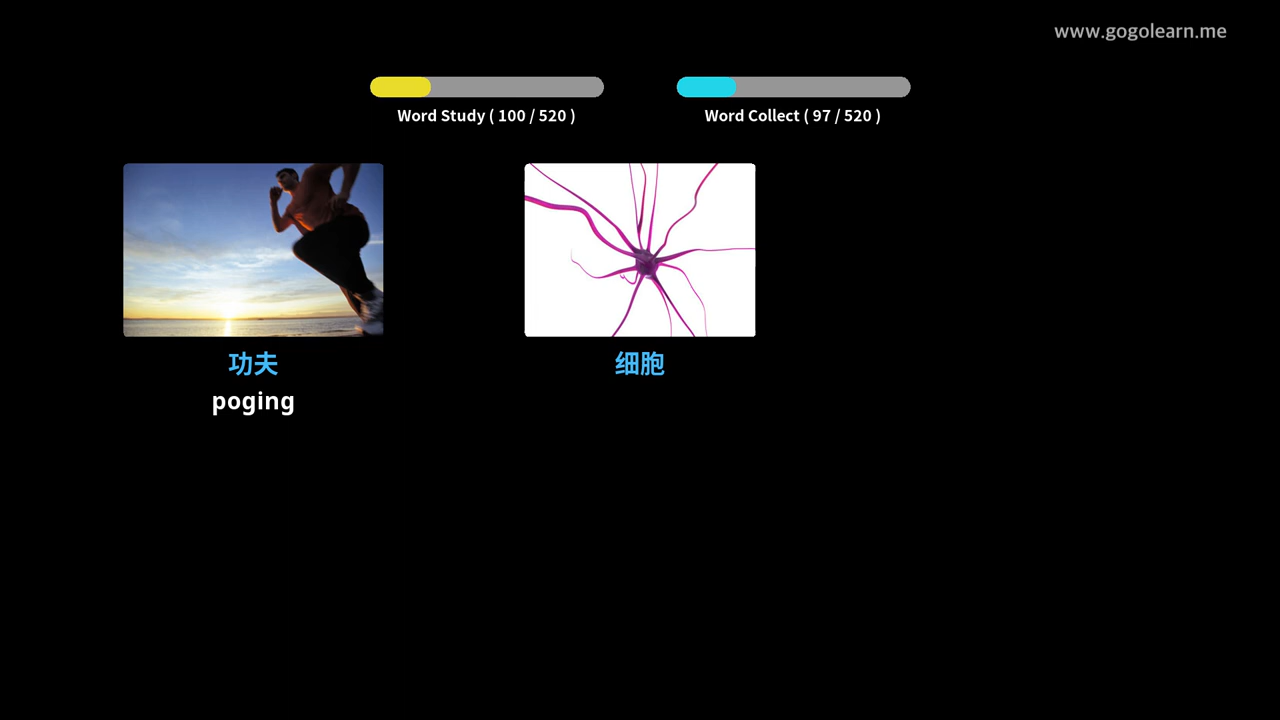 www.gogolearn.me
Word Study ( 100 / 520 )
Word Collect ( 97 / 520 )
功夫
poging
细胞